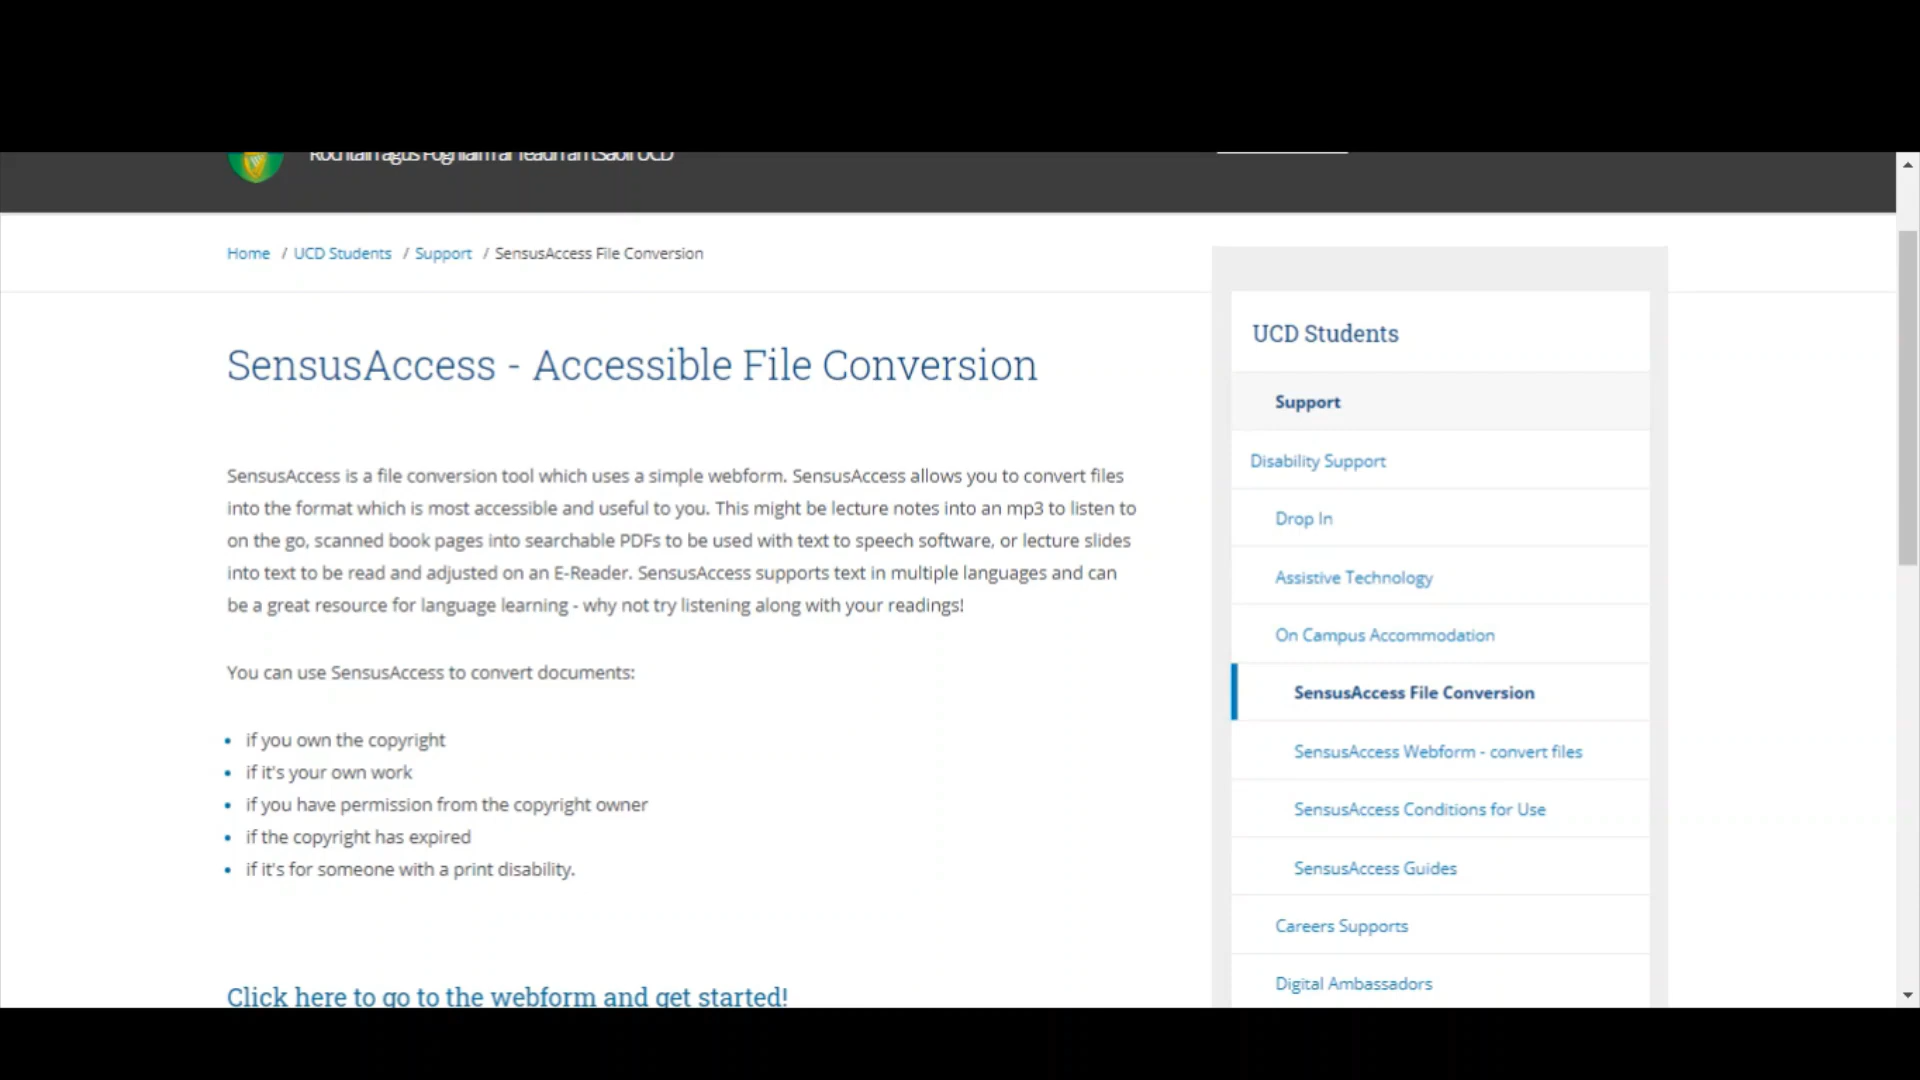 Home / UCD Students / Support / SensusAccess File Conversion
SensusAccess - Accessible File Conversion
SensusAccess is a file conversion tool which uses a simple webform. SensusAccess allows you to convert files
into the format which is most accessible and useful to you. This might be lecture notes into an mp3 to listen to
on the go, scanned book pages into searchable PDFs to be used with text to speech software, or lecture slides
into text to be read and adjusted on an E-Reader. SensusAccess supports text in multiple languages and can
be a great resource for language learning - why not try listening along with your readings!
You can use SensusAccess to convert documents:
• if you own the copyright
• if it's your own work
• if you have permission from the copyright owner
• if the copyright has expired
• if it's for someone with a print disability.
Click here to go to the webform and get started!
UCD Students
Support
Disability Support
Drop In
Assistive Technology
On Campus Accommodation
SensusAccess File Conversion
SensusAccess Webform - convert files
SensusAccess Conditions for Use
SensusAccess Guides
Careers Supports
Digital Ambassadors